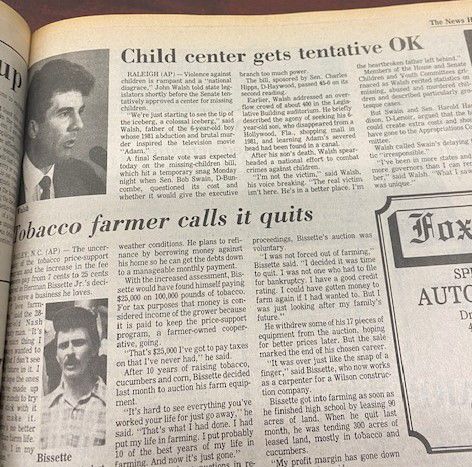 The News H
up
Child center gets tentative OK
RALEIGH (AP) — Violence against
children is rampant and a "national
disgrace," John Walsh told state leg-
islators shortly before the Senate ten-
tatively approved a center for missing
children.
"We're just starting to see the tip of
the iceberg, a colossal iceberg," said
Walsh, father of the 6-year-old boy
whose 1981 abduction and brutal mur-
der inspired the television movie
"Adam."
A final Senate vote was expected
today on the missing-children bill,
which hit a temporary snag Monday
night when Sen. Bob Swain, D-Bun-
combe, questioned its cost and
whether it would give the executive
branch too much power.
The bill, sponsored by Sen. Charles
Hipps, D-Haywood, passed 45-0 on its
second reading.
Earlier, Walsh addressed an over-
flow crowd of about 400 in the Legis-
lative Building auditorium. He briefly
described the agony of seeking his 6-
year-old son, who disappeared from a
Hollywood, Fla., shopping mall in
1981, and learning Adam's severed
head had been found in a canal.
After his son's death, Walsh spear-
headed a national effort to combat
crimes against children.
"I'm not the victim," said Walsh,
his voice breaking. "The real victim
isn't here. He's in a better place. I'm
the heartbroken father left behind."
Members of the House and Senate
Children and Youth Committees
missing, abused and murdered chil-
dren and described particularly
cases.
But Swain and Sen. Harold
dison, D-Lenoir, argued that the bill
could create extra costs and should
have gone to the Appropriations
mittee.
Walsh called Swain's delaying
tic "irresponsible."
"I've been in more states
more groups than I can
ber," said Walsh. "What I saw
was unique."
Tobacco farmer calls it quits
N.C. (AP) — The uncer-
tobacco price-support
and the increase in the fee
pay from 7 cents to 25 cents
Herman Bissette Jr.'s deci-
leave a business he loves.
Bissette
weather conditions. He plans to refi-
nance by borrowing money against
his home so he can get the debts down
to a manageable monthly payment.
With the increased assessment, Bis-
sette would have found himself paying
$25,000 on 100,000 pounds of tobacco.
For tax purposes that money is con-
sidered income of the grower because
it is paid to keep the price-support
program, a farmer-owned cooper-
ative, going.
"That's $25,000 I've got to pay taxes
on that I've never had," he said.
After 10 years of raising tobacco,
cucumbers and corn, Bissette decided
last month to auction his farm equip-
ment.
"It's hard to see everything you've
worked your life for just go away," he
said. "That's what I had done. I had
put my life in farming. I put probably
10 of the best years of my life in
farming. And now it's just gone."
proceedings, Bissette's auction was
voluntary.
"I was not forced out of farming,"
Bissette said. "I decided it was time
to quit. I was not one who had to file
for bankruptcy. I have a good credit
rating. I could have gotten money to
farm again if I had wanted to. But I
was just looking after my family's
future."
He withdrew some of his 17 pieces of
equipment from the auction, hoping
for better prices later. But the sale
marked the end of his chosen career.
"It was over just like the snap of a
finger," said Bissette, who now works
as a carpenter for a Wilson construc-
tion company.
Bissette got into farming as soon as
he finished high school by leasing 90
acres of land. When he quit last
month, he was tending 300 acres of
leased land, mostly in tobacco and
cucumbers.
"My profit margin has gone down
Fox
SP
AUTO